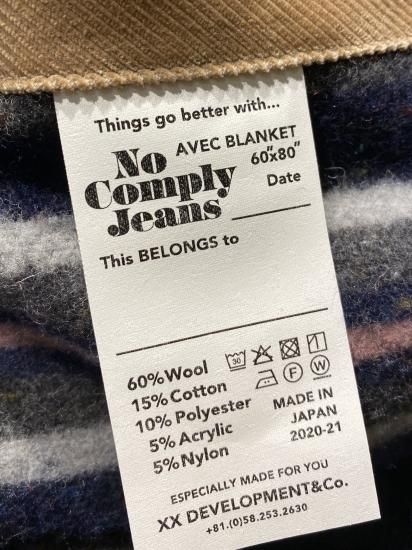 Things go better with...
No Comply Jeans
AVEC BLANKET
60"x80"
Date
This BELONGS to
60% Wool
15% Cotton
10% Polyester
5% Acrylic
5% Nylon
30
F
W
MADE IN
JAPAN
2020-21
ESPECIALLY MADE FOR YOU
XX DEVELOPMENT&Co.
+81.(0)58.253.2630